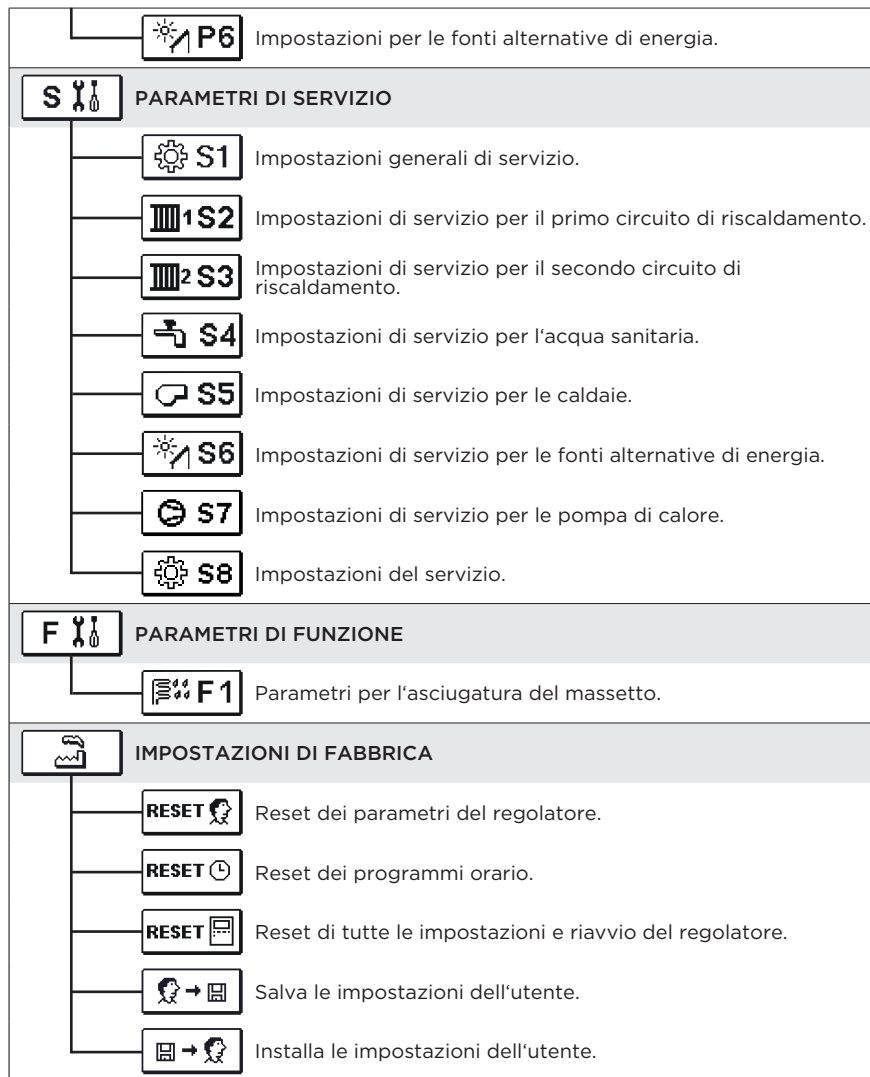 P6 Impostazioni per le fonti alternative di energia.
S PARAMETRI DI SERVIZIO
S1 Impostazioni generali di servizio.
1 S2 Impostazioni di servizio per il primo circuito di riscaldamento.
2 S3 Impostazioni di servizio per il secondo circuito di
riscaldamento.
S4 Impostazioni di servizio per l‘acqua sanitaria.
S5 Impostazioni di servizio per le caldaie.
S6 Impostazioni di servizio per le fonti alternative di energia.
S7 Impostazioni di servizio per le pompa di calore.
S8 Impostazioni del servizio.
F PARAMETRI DI FUNZIONE
F1 Parametri per l‘asciugatura del massetto.
IMPOSTAZIONI DI FABBRICA
RESET Reset dei parametri del regolatore.
RESET Reset dei programmi orario.
RESET Reset di tutte le impostazioni e riavvio del regolatore.
Salva le impostazioni dell‘utente.
Installa le impostazioni dell‘utente.